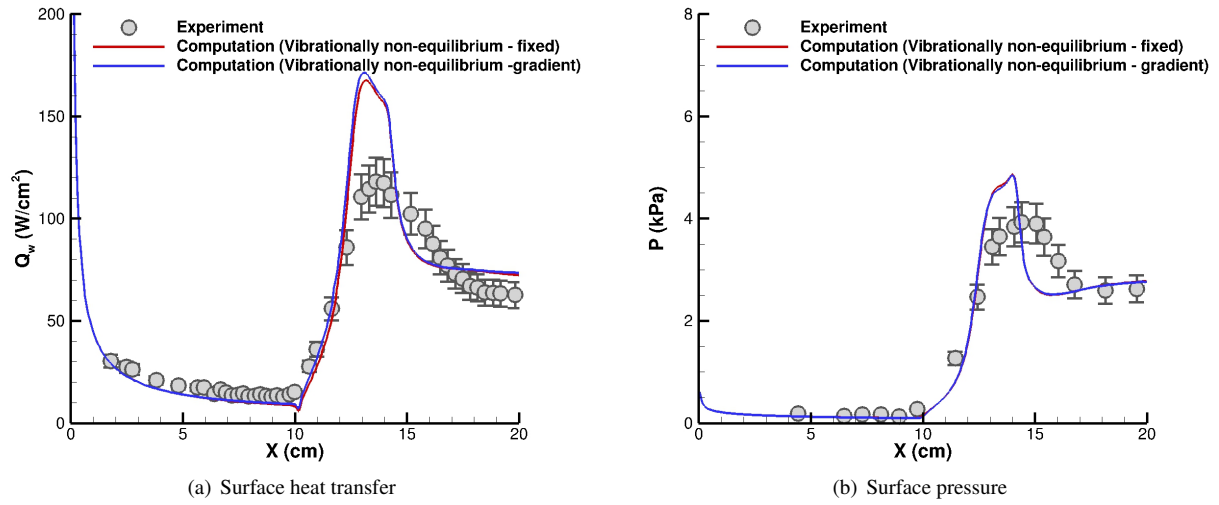 Experiment
Computation (Vibrationally non-equilibrium - fixed)
Computation (Vibrationally non-equilibrium -gradient)
200
150
100
50
0
Q_w (W/cm²)
0
5
10
15
20
X (cm)
(a) Surface heat transfer
Experiment
Computation (Vibrationally non-equilibrium - fixed)
Computation (Vibrationally non-equilibrium - gradient)
8
6
4
2
0
P (kPa)
0
5
10
15
20
X (cm)
(b) Surface pressure